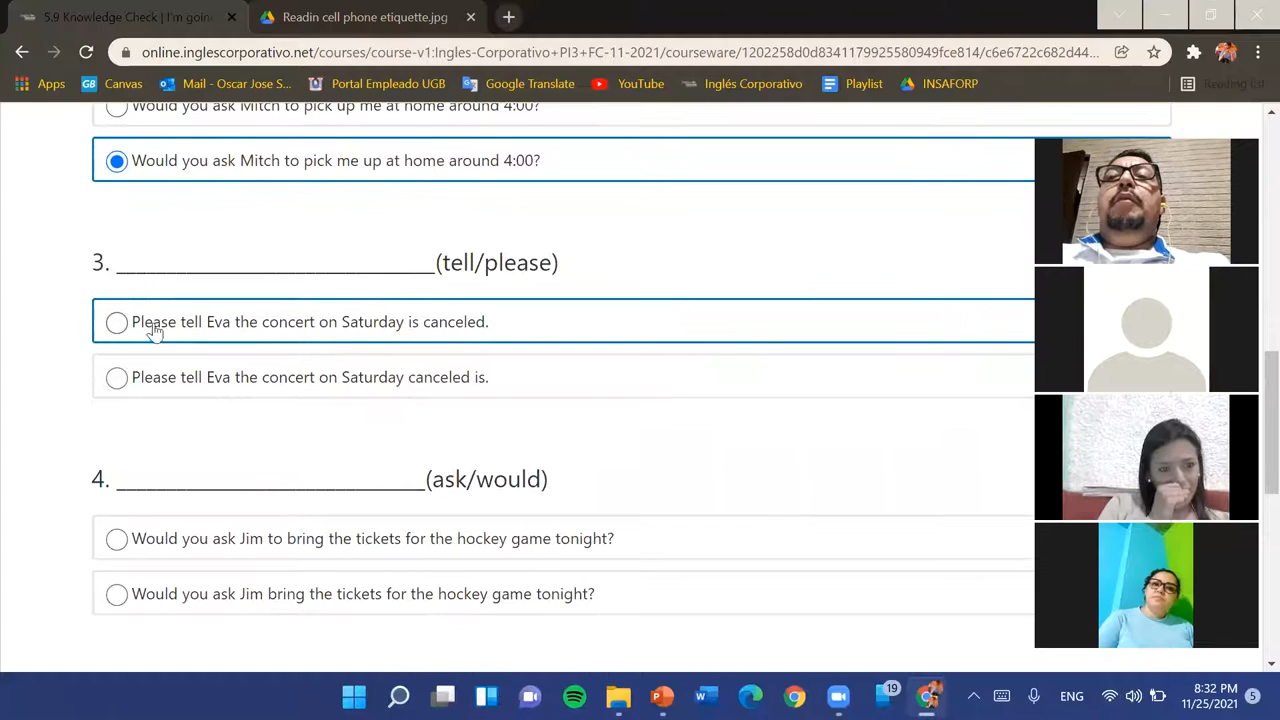 5.9 Knowledge Check | I'm goin
Readin cell phone etiquette.jpg
online.inglescorporativo.net/courses/course-v1:Ingles-Corporativo+PI3+FC-11-2021/courseware/120225d0d8341179925580949fce814/c6e6722c682d44...
Apps
Canvas
Mail - Oscar Jose S...
Portal Empleado UGB
Google Translate
YouTube
Inglés Corporativo
Playlist
INSAFORP
Reading list
Would you ask Mitch to pick up me at home around 4:00?
Would you ask Mitch to pick me up at home around 4:00?
3. ______________________________(tell/please)
Please tell Eva the concert on Saturday is canceled.
Please tell Eva the concert on Saturday canceled is.
4. _____________________________(ask/would)
Would you ask Jim to bring the tickets for the hockey game tonight?
Would you ask Jim bring the tickets for the hockey game tonight?
19
ENG
8:32 PM
11/25/2021
5